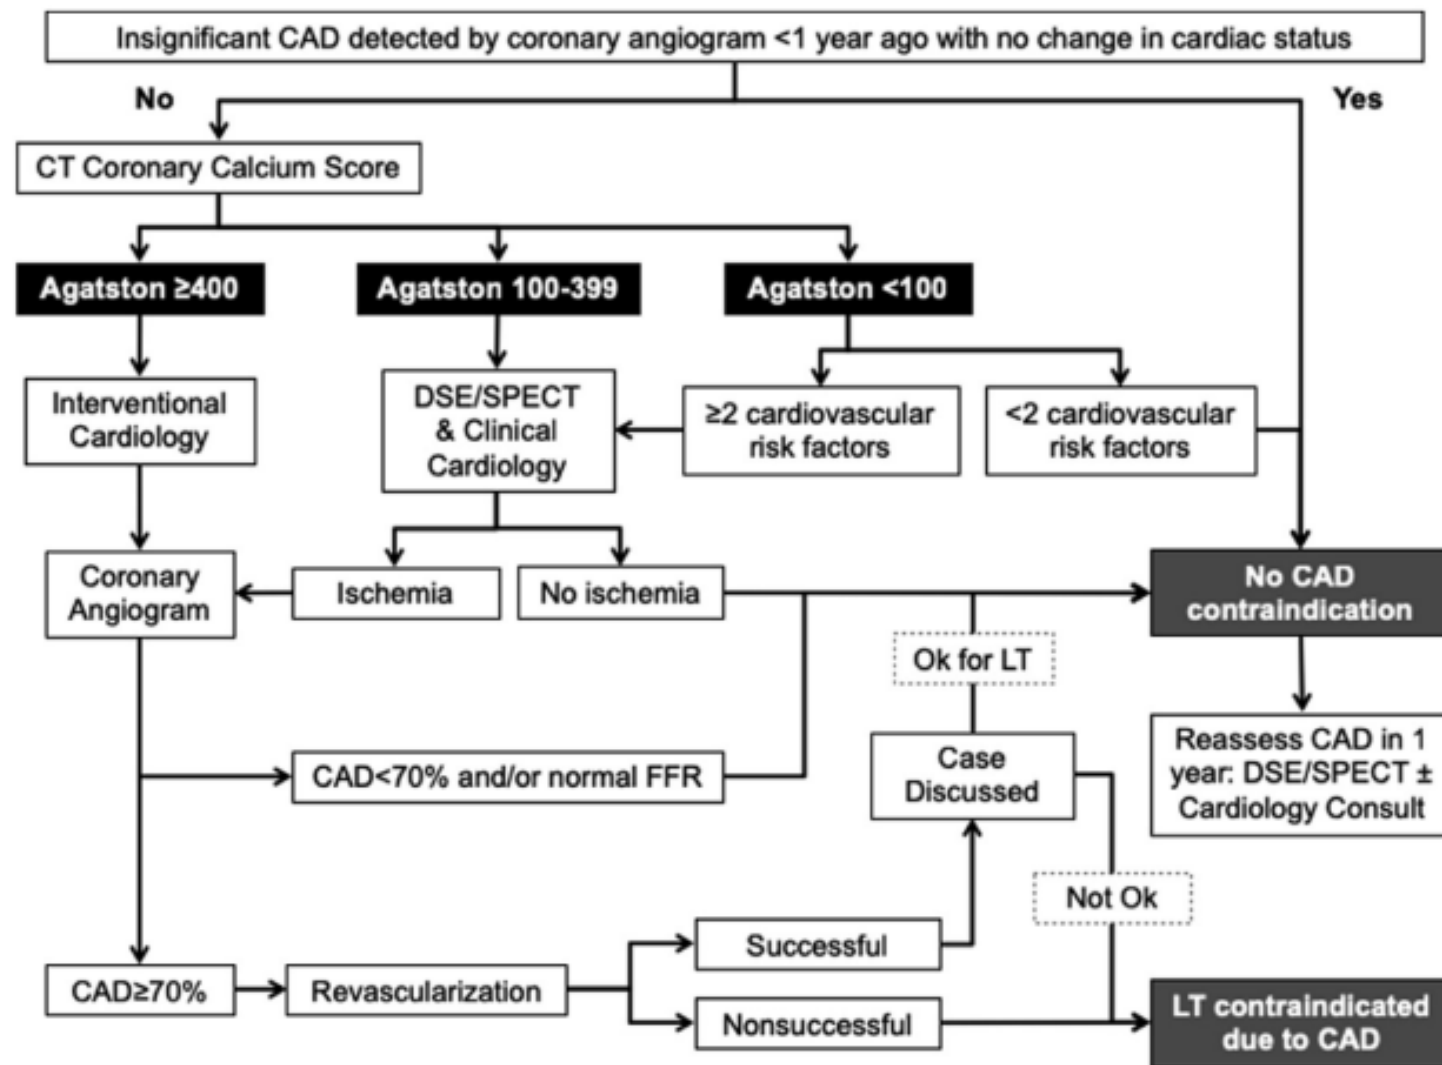 Insignificant CAD detected by coronary angiogram <1 year ago with no change in cardiac status
No
Yes
CT Coronary Calcium Score
Agatston ≥400
Agatston 100-399
Agatston <100
Interventional
Cardiology
DSE/SPECT
& Clinical
Cardiology
≥2 cardiovascular
risk factors
<2 cardiovascular
risk factors
Coronary
Angiogram
Ischemia
No ischemia
No CAD
contraindication
Ok for LT
CAD<70% and/or normal FFR
Case
Discussed
Reassess CAD in 1
year: DSE/SPECT ±
Cardiology Consult
Not Ok
Successful
CAD≥70%
Revascularization
Nonsuccessful
LT contraindicated
due to CAD